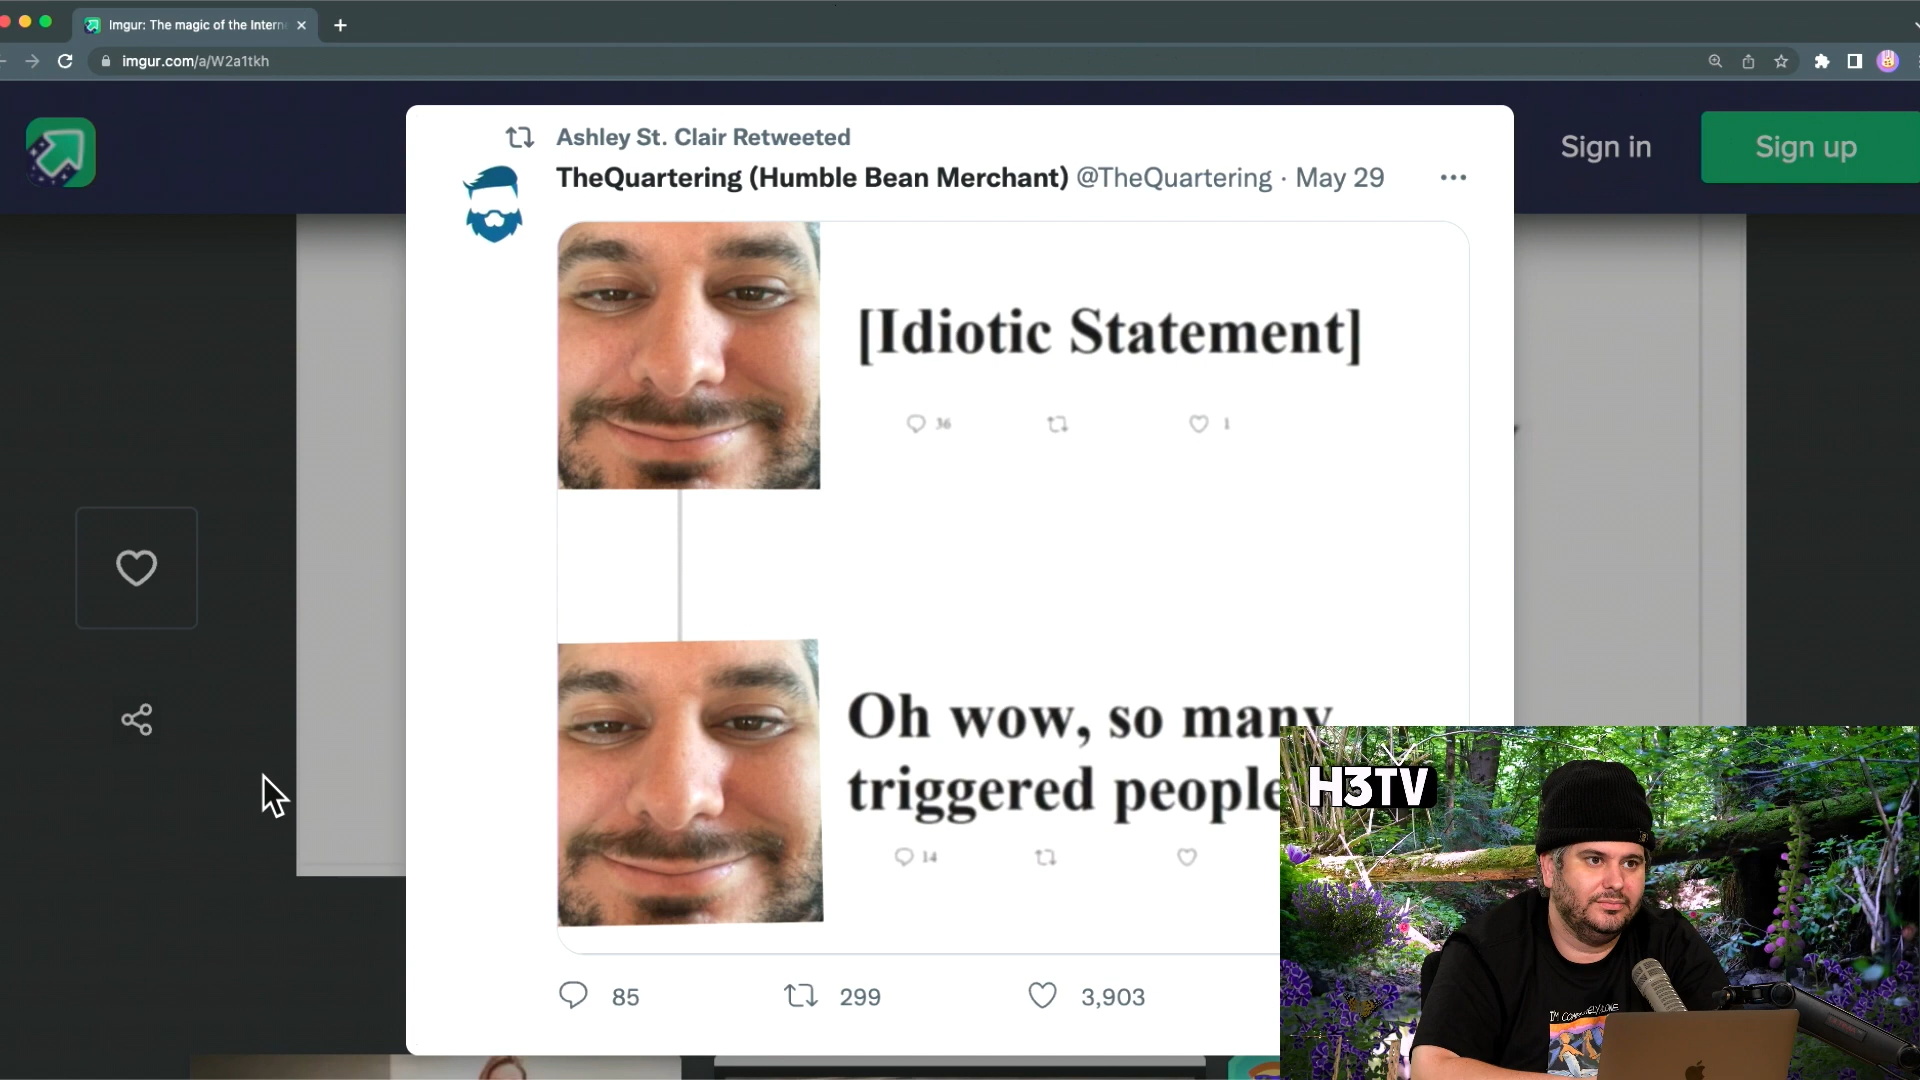 Imgur: The magic of the Intern
imgur.com/a/W2a1tkh
Sign in
Sign up
Ashley St. Clair Retweeted
TheQuartering (Humble Bean Merchant) @TheQuartering · May 29
[Idiotic Statement]
36
1
Oh wow, so many
triggered people
14
85
299
3,903
H3TV
I'M COMPLETELY LONE